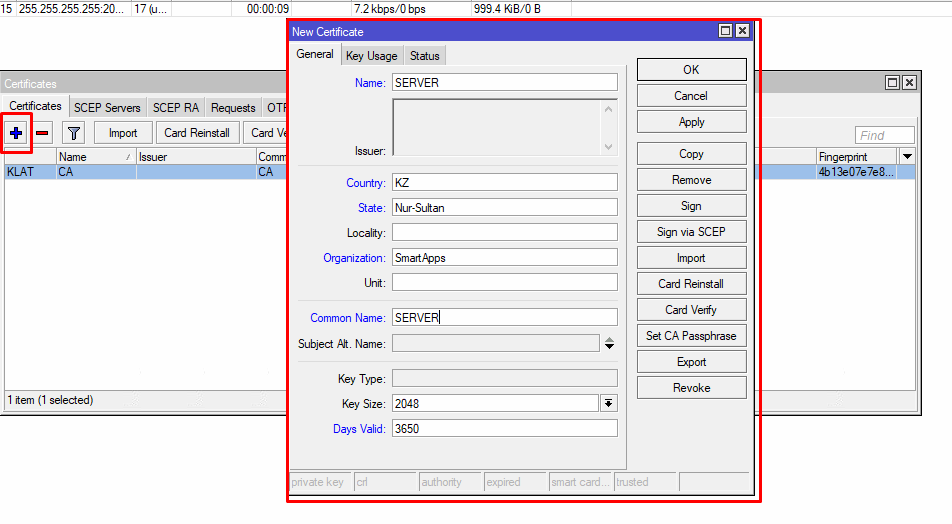 15 255.255.255.255:20... 17 (u... 00:00:09 7.2 kbps/0 bps 999.4 KiB/0 B
New Certificate
General Key Usage Status
Name: SERVER
Issuer:
Country: KZ
State: Nur-Sultan
Locality:
Organization: SmartApps
Unit:
Common Name: SERVER
Subject Alt. Name:
Key Type:
Key Size: 2048
Days Valid: 3650
private key crl authority expired smart card... trusted
OK
Cancel
Apply
Copy
Remove
Sign
Sign via SCEP
Import
Card Reinstall
Card Verify
Set CA Passphrase
Export
Revoke
Certificates
Certificates SCEP Servers SCEP RA Requests OTP
Import Card Reinstall Card Ve Find
Name / Issuer Comm Fingerprint
KLAT CA CA 4b13e07e7e8...
1 item (1 selected)